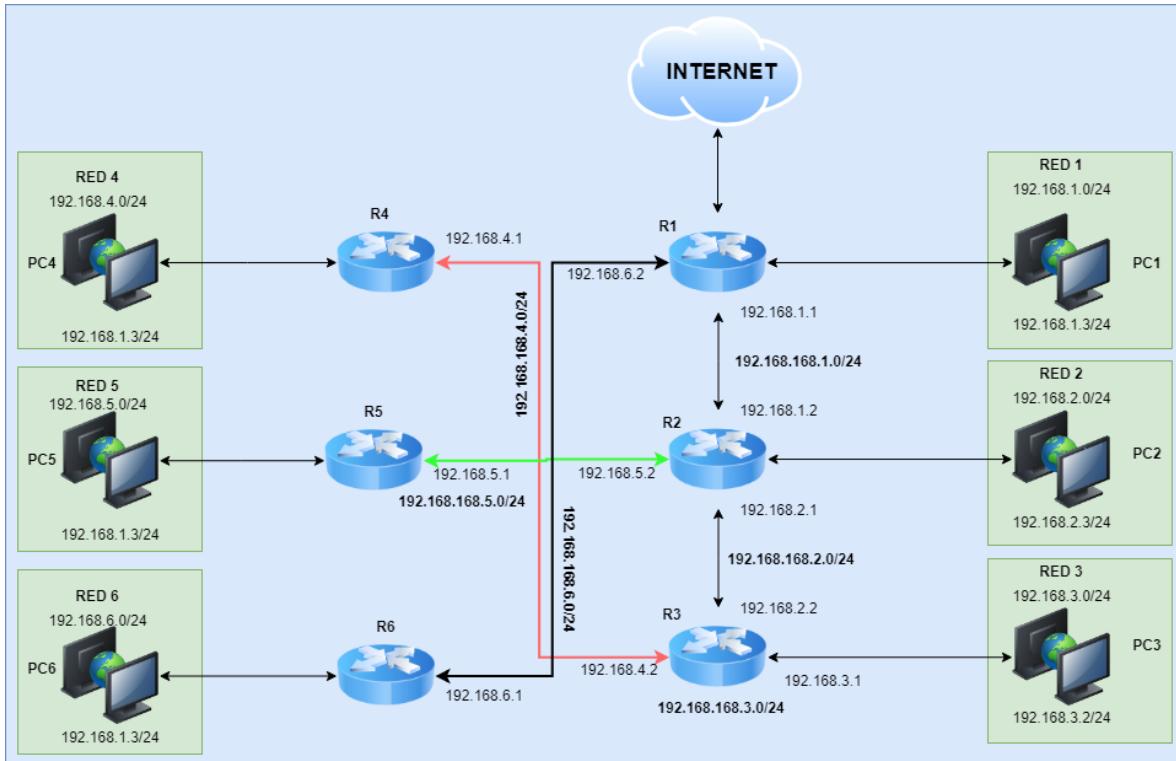 INTERNET
RED 4
192.168.4.0/24
PC4
192.168.1.3/24
R4
192.168.4.1
192.168.168.4.0/24
192.168.6.2
R1
192.168.1.1
192.168.168.1.0/24
RED 1
192.168.1.0/24
PC1
192.168.1.3/24
RED 5
192.168.5.0/24
PC5
192.168.1.3/24
R5
192.168.5.1
192.168.168.5.0/24
192.168.5.2
R2
192.168.1.2
192.168.2.1
192.168.168.2.0/24
RED 2
192.168.2.0/24
PC2
192.168.2.3/24
RED 6
192.168.6.0/24
PC6
192.168.1.3/24
R6
192.168.6.1
192.168.168.6.0/24
192.168.4.2
R3
192.168.2.2
192.168.3.1
192.168.168.3.0/24
RED 3
192.168.3.0/24
PC3
192.168.3.2/24